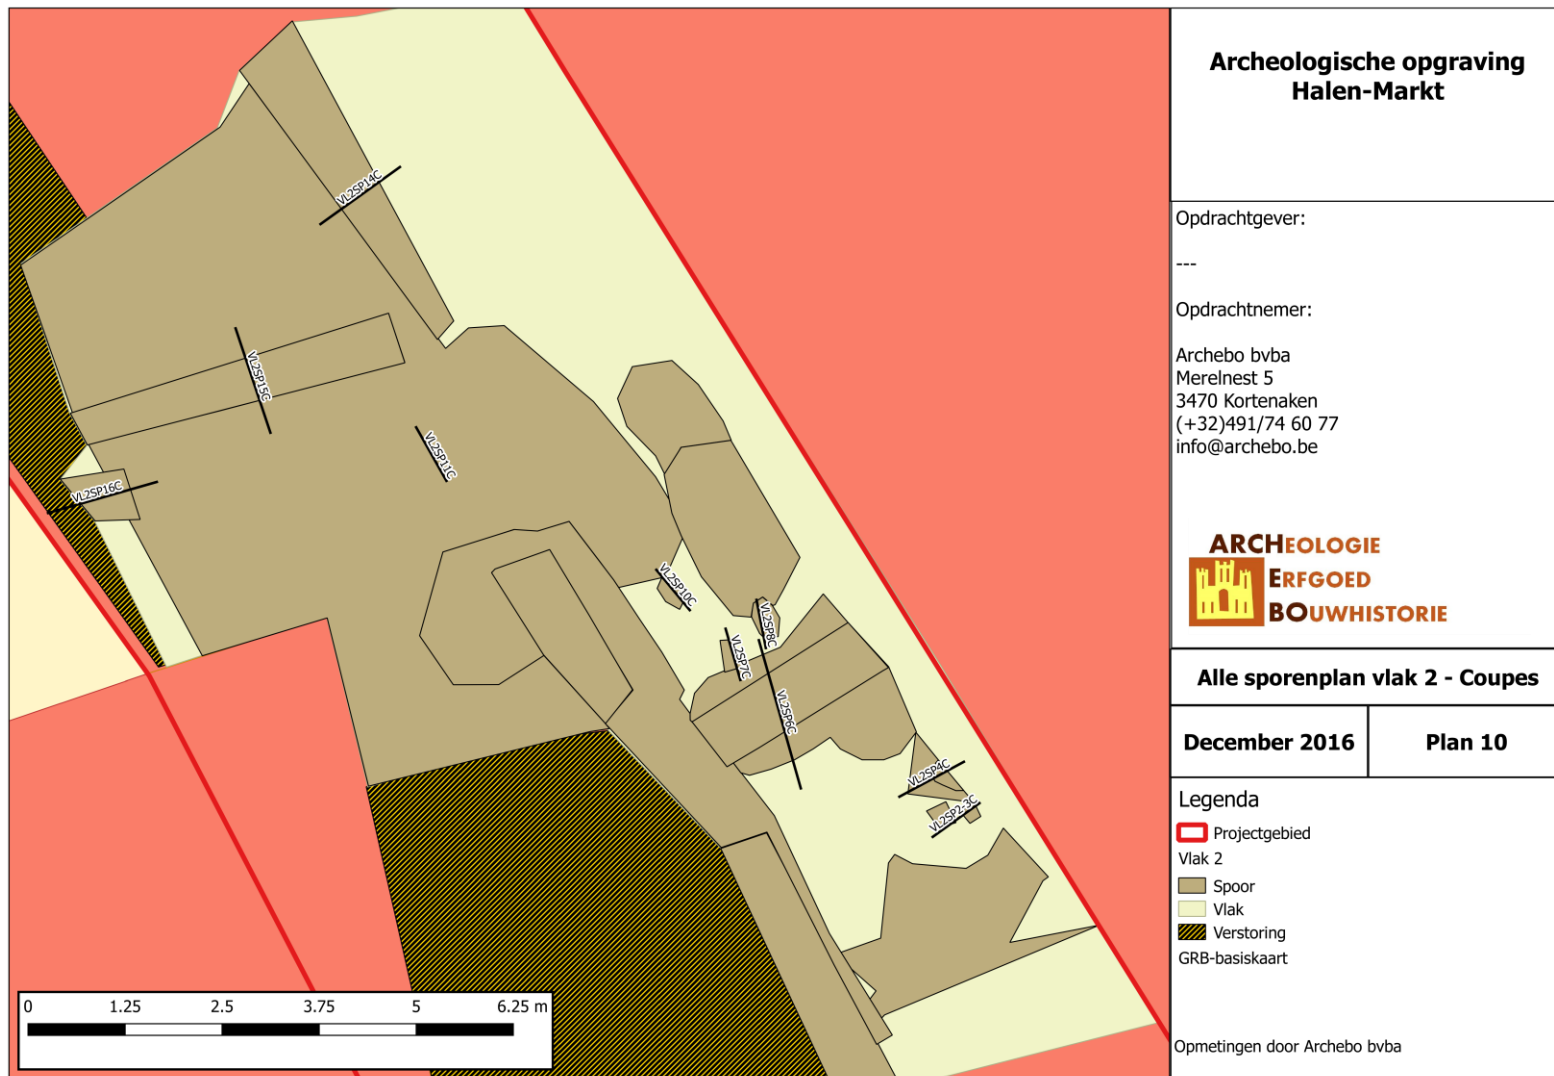 Archeologische opgraving
Halen-Markt
Opdrachtgever:
---
Opdrachtnemer:
Archebo bvba
Merelnest 5
3470 Kortenaken
(+32)491/74 60 77
info@archebo.be
ARCHEOLOGIE
ERFGOED
BOUWHISTORIE
Alle sporenplan vlak 2 - Coupes
December 2016
Plan 10
Legenda
Projectgebied
Vlak 2
Spoor
Vlak
Verstoring
GRB-basiskaart
Opmetingen door Archebo bvba
VL2SP14C
VL2SP15C
VL2SP11C
VL2SP16C
VL2SP10C
VL2SP8C
VL2SP7C
VL2SP6C
VL2SP4C
VL2SP2-3C
0 1.25 2.5 3.75 5 6.25 m